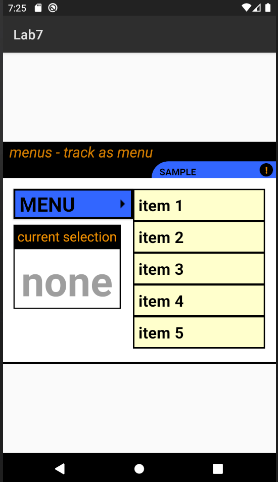 7:25
Lab7
menus - track as menu
SAMPLE
!
MENU
item 1
current selection
item 2
none
item 3
item 4
item 5